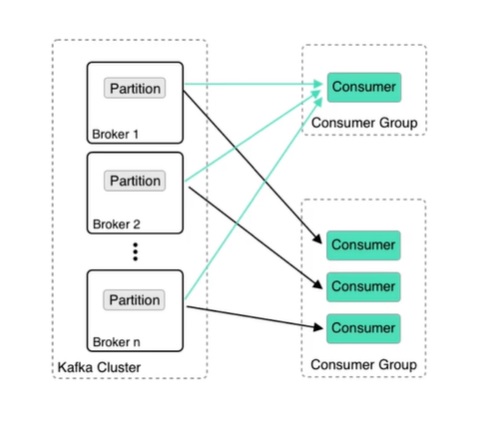 Partition
Broker 1
Partition
Broker 2
Partition
Broker n
Kafka Cluster
Consumer
Consumer Group
Consumer
Consumer
Consumer
Consumer Group